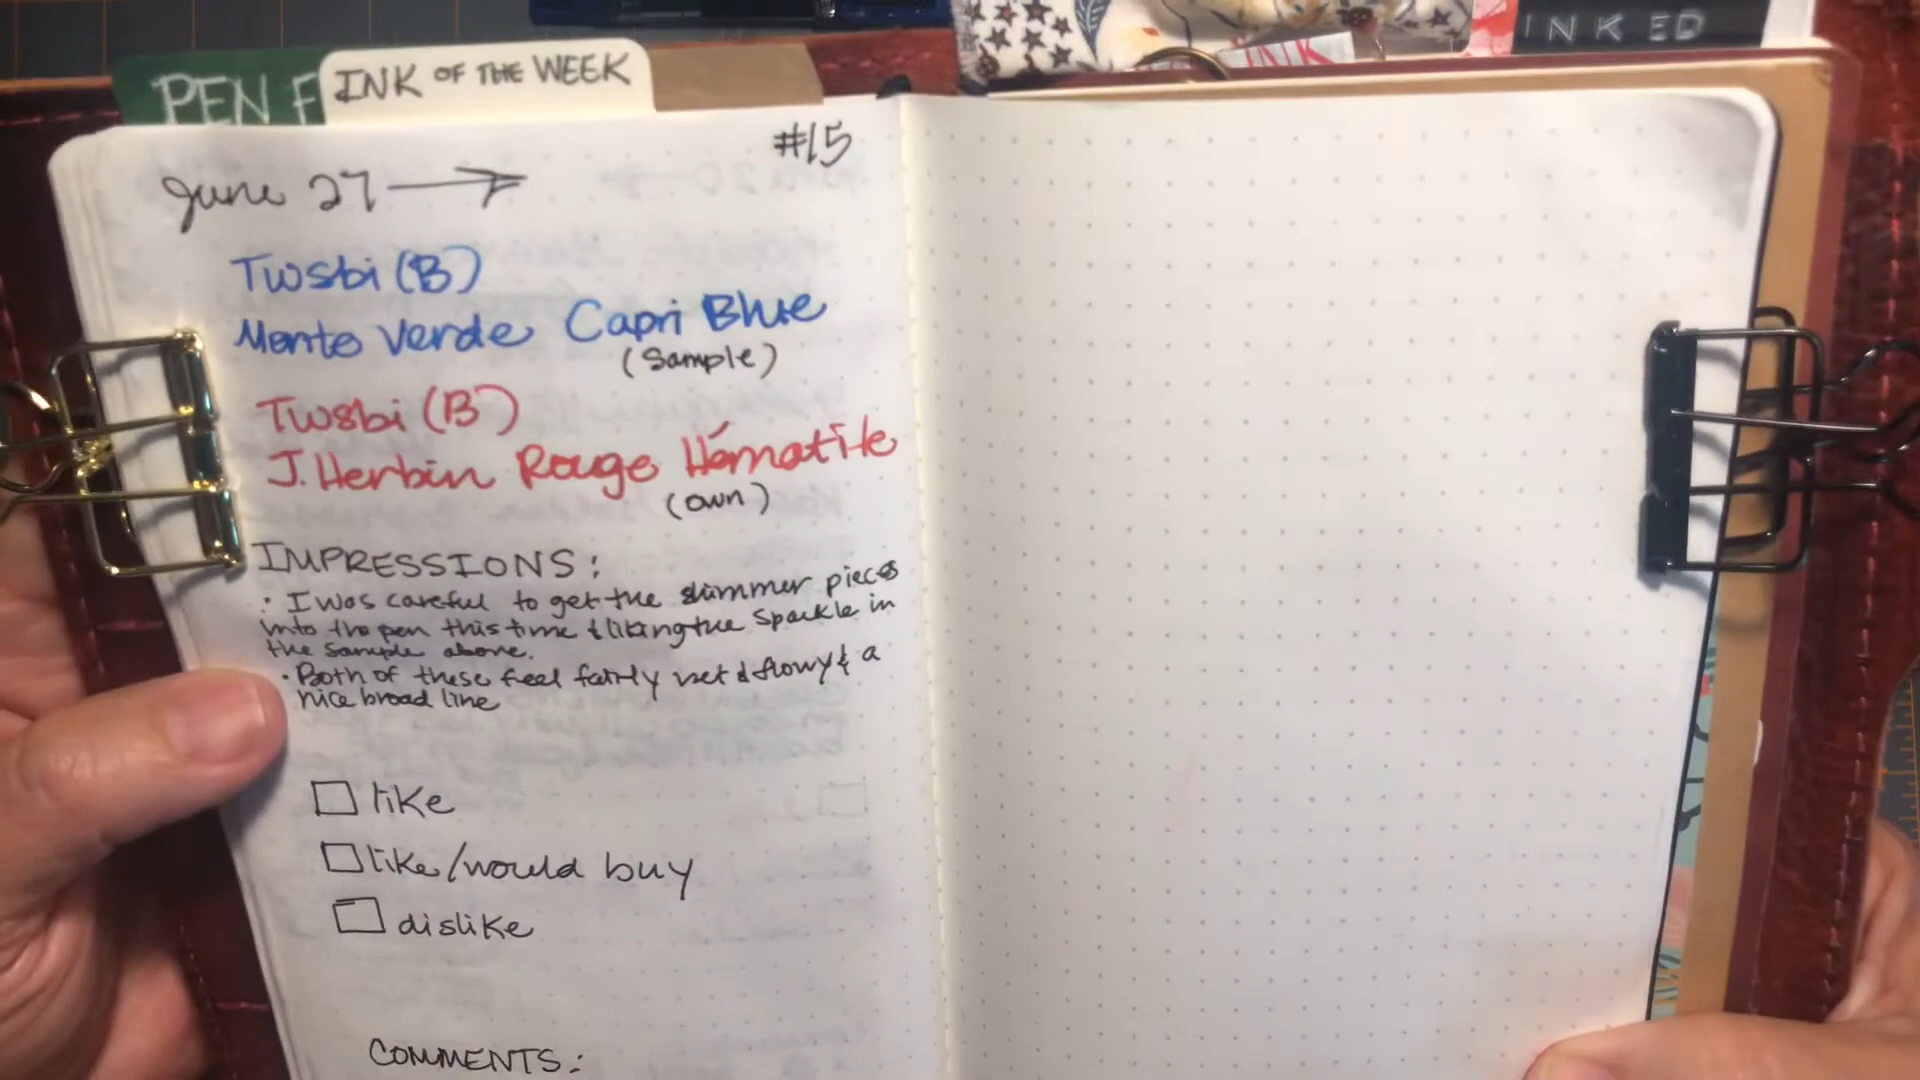 INKED
INK
PEN F
INK OF THE WEEK
#15
June 27 →
Twsbi (B)
Monte Verde Capri Blue
(Sample)
Twsbi (B)
J. Herbin Rouge Hématite
(own)
IMPRESSIONS:
· I was careful to get the shimmer pieces
into the pen this time & liking the sparkle in
the sample above.
· Both of these feel fairly wet & flowy & a
nice broad line
□ like
□ like/would buy
□ dislike
COMMENTS: